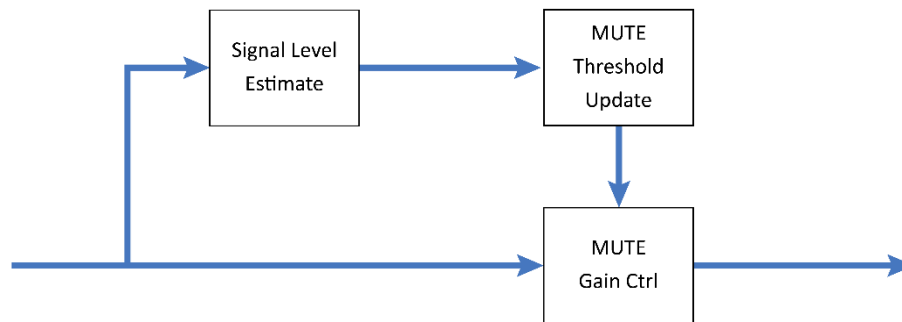 Signal Level
Estimate
MUTE
Threshold
Update
MUTE
Gain Ctrl